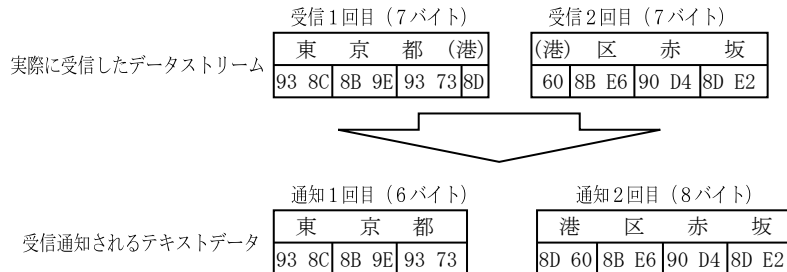 受信1回目（7バイト） 受信2回目（7バイト）
東 京 都 (港) (港) 区 赤 坂
実際に受信したデータストリーム
93 8C 8B 9E 93 73 8D 60 8B E6 90 D4 8D E2
通知1回目（6バイト） 通知2回目（8バイト）
東 京 都 港 区 赤 坂
受信通知されるテキストデータ
93 8C 8B 9E 93 73 8D 60 8B E6 90 D4 8D E2